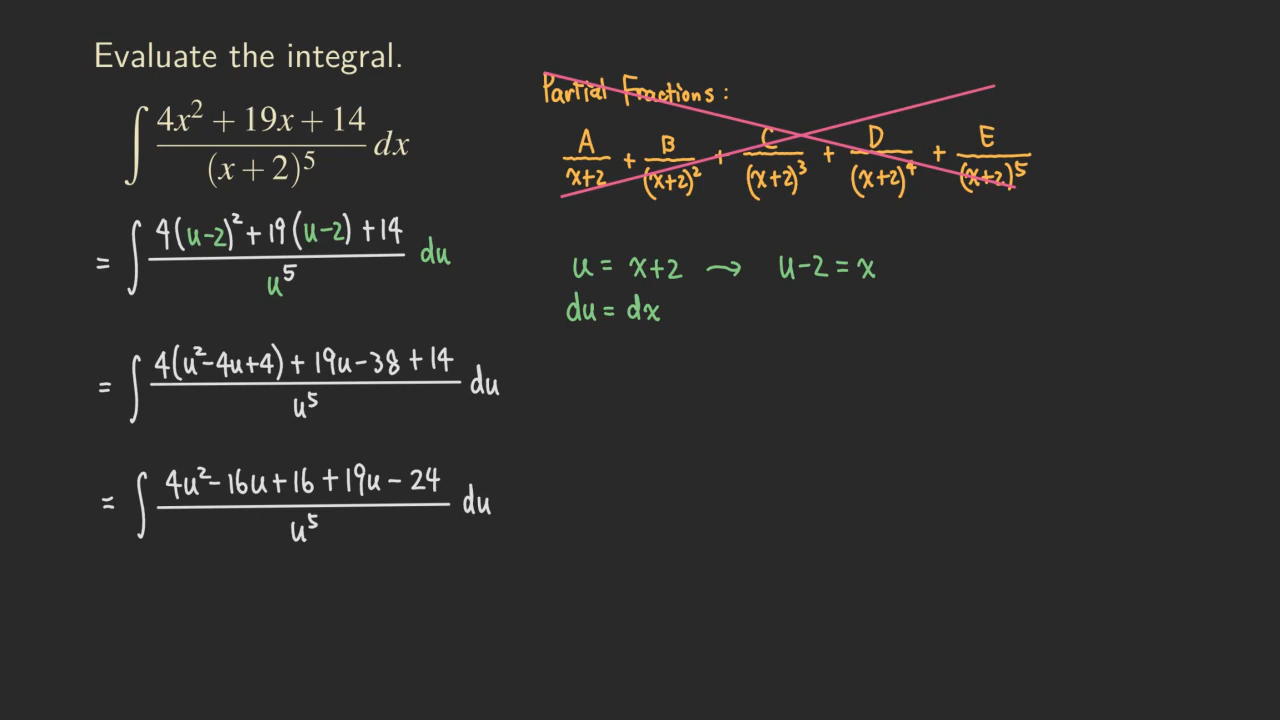 Evaluate the integral.
∫ (4x² + 19x + 14)/(x + 2)⁵ dx
Partial Fractions:
A/(x+2) + B/(x+2)² + C/(x+2)³ + D/(x+2)⁴ + E/(x+2)⁵
= ∫ (4(u-2)² + 19(u-2) + 14)/u⁵ du
u = x+2 → u-2 = x
du = dx
= ∫ (4(u²-4u+4) + 19u - 38 + 14)/u⁵ du
= ∫ (4u² - 16u + 16 + 19u - 24)/u⁵ du